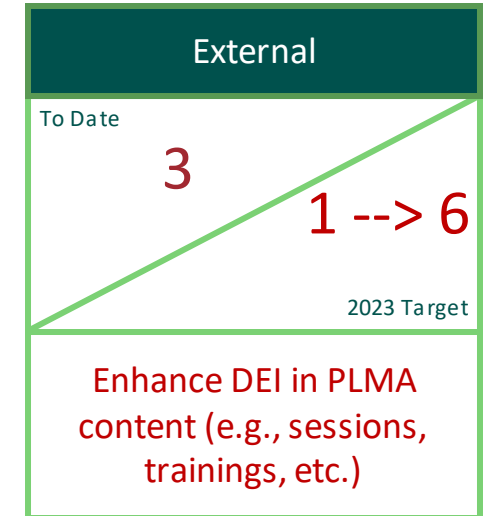 External
To Date
3
1 --> 6
2023 Target
Enhance DEI in PLMA
content (e.g., sessions,
trainings, etc.)